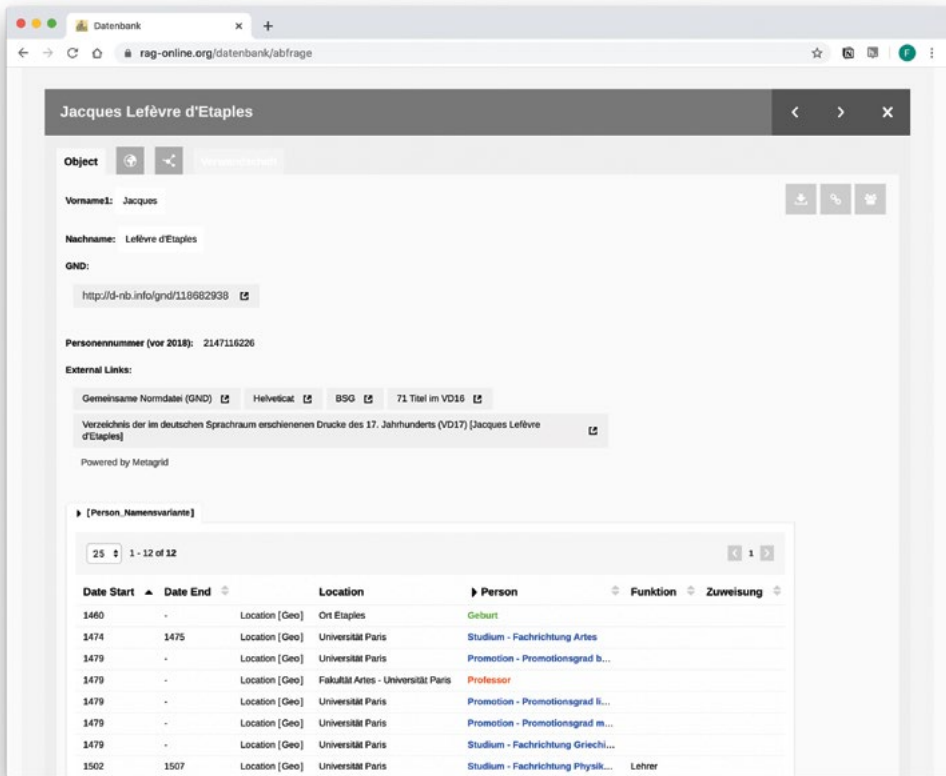 Datenbank
rag-online.org/datenbank/abfrage
F
Jacques Lefèvre d'Etaples
Object
Vorname1: Jacques
Nachname: Lefèvre d'Etaples
GND:
http://d-nb.info/gnd/118682938
Personennummer (vor 2018): 2147116226
External Links:
Gemeinsame Normdatei (GND) Helveticat BSG 71 Titel im VD16
Verzeichnis der im deutschen Sprachraum erschienenen Drucke des 17. Jahrhunderts (VD17) [Jacques Lefèvre
d'Etaples]
Powered by Metagrid
[Person_Namensvariante]
25 1 - 12 of 12 1
Date Start Date End Location Person Funktion Zuweisung
1460 - Location [Geo] Ort Etaples Geburt
1474 1475 Location [Geo] Universität Paris Studium - Fachrichtung Artes
1479 - Location [Geo] Universität Paris Promotion - Promotionsgrad b...
1479 - Location [Geo] Fakultät Artes - Universität Paris Professor
1479 - Location [Geo] Universität Paris Promotion - Promotionsgrad li...
1479 - Location [Geo] Universität Paris Promotion - Promotionsgrad m...
1479 - Location [Geo] Universität Paris Studium - Fachrichtung Griechi...
1502 1507 Location [Geo] Universität Paris Studium - Fachrichtung Physik... Lehrer